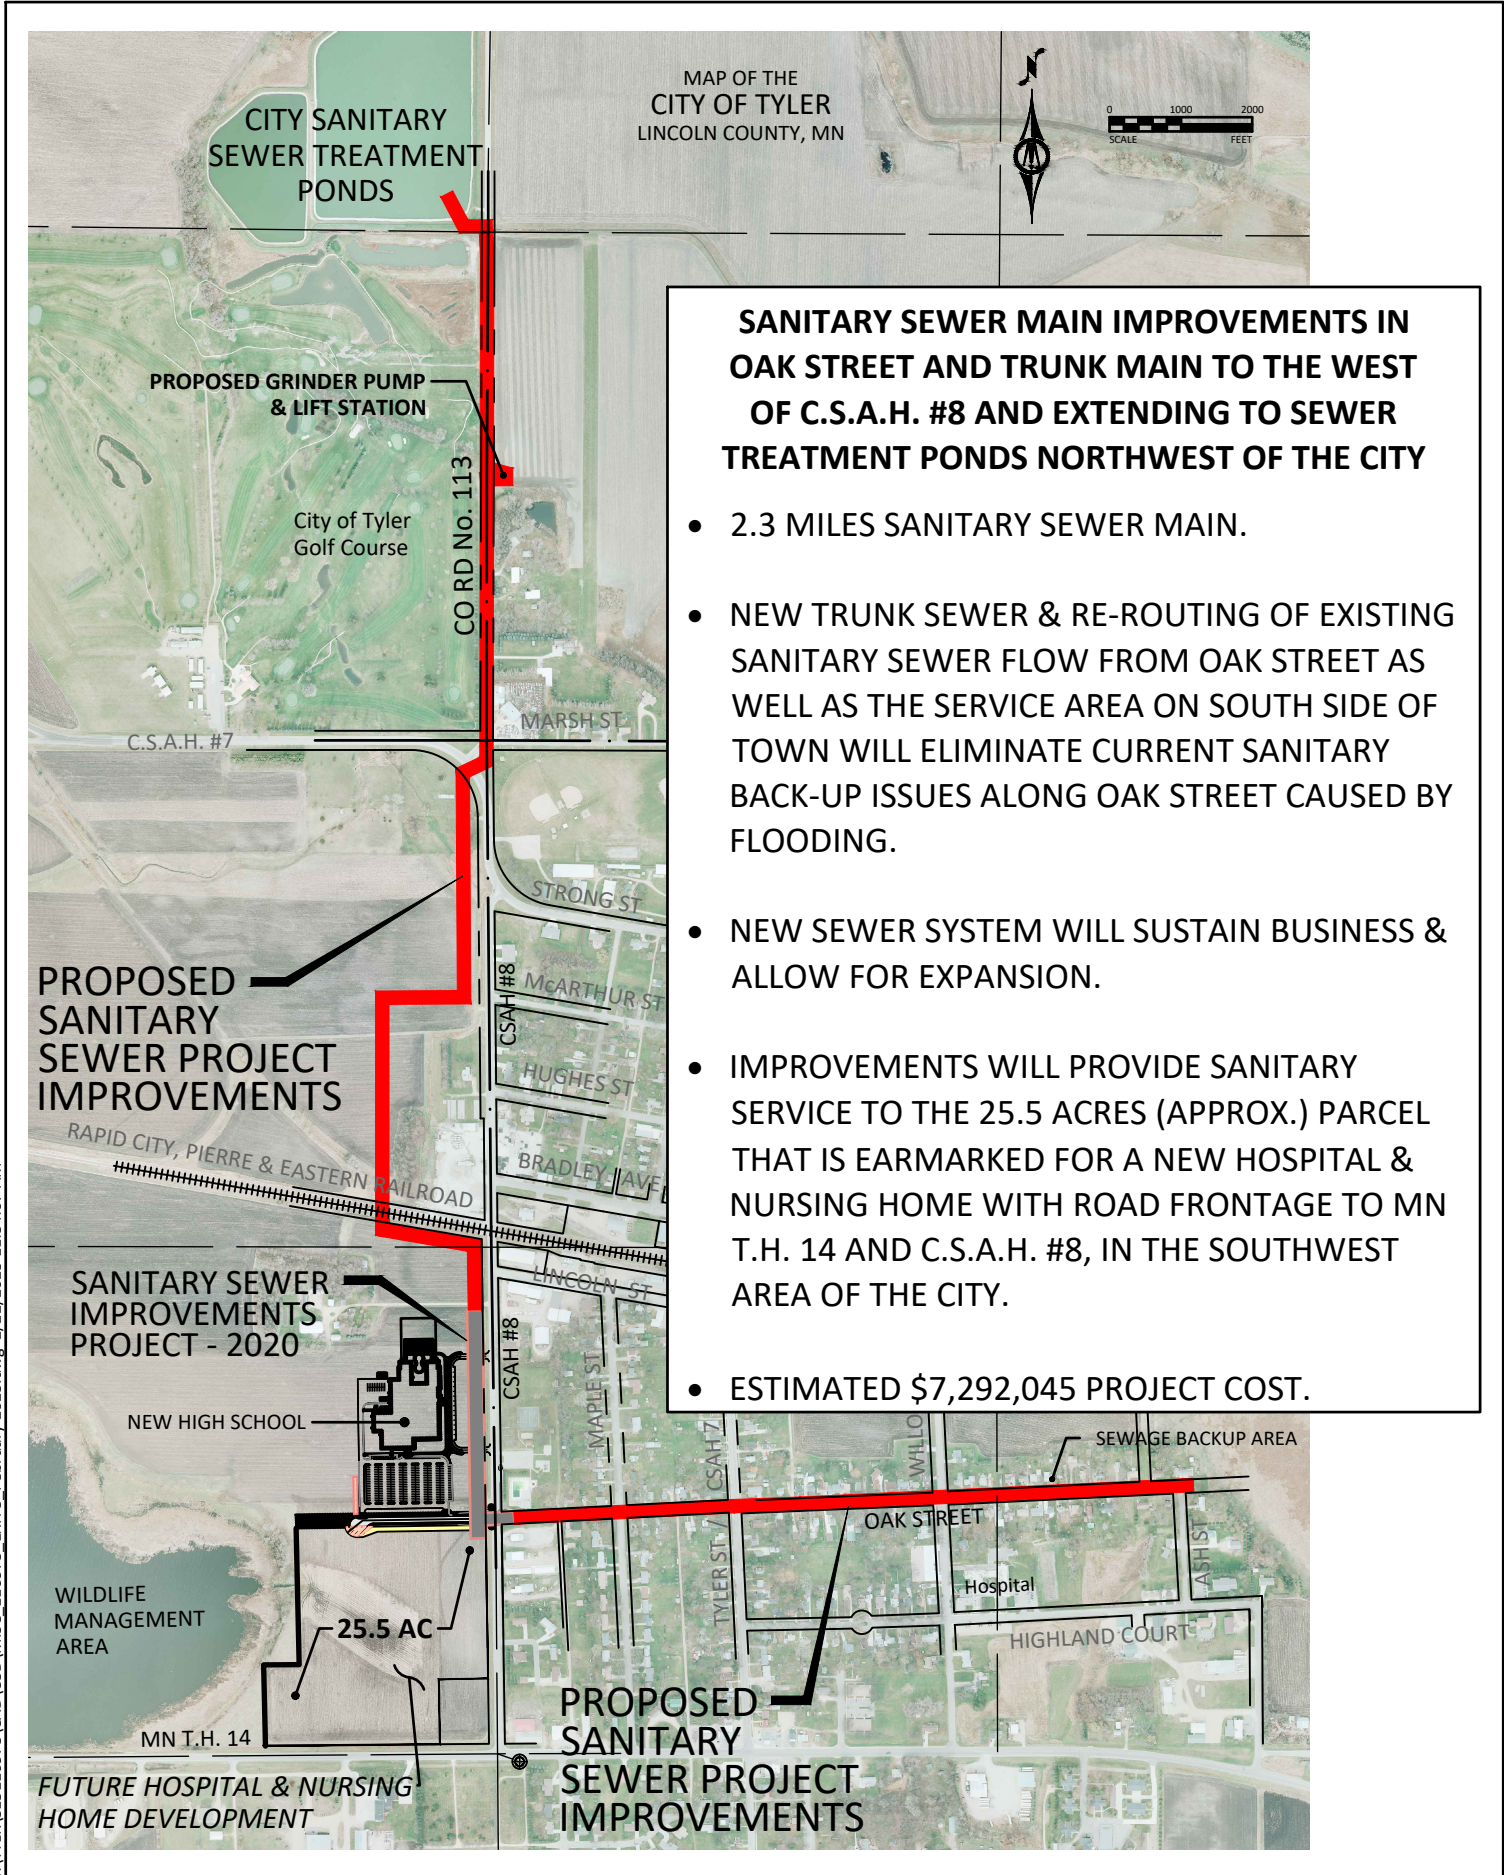 MAP OF THE
CITY OF TYLER
LINCOLN COUNTY, MN
N
0 1000 2000
SCALE FEET
CITY SANITARY
SEWER TREATMENT
PONDS
PROPOSED GRINDER PUMP
& LIFT STATION
CO RD No. 113
City of Tyler
Golf Course
C.S.A.H. #7
MARSH ST
STRONG ST
McARTHUR ST
CSAH #8
HUGHES ST
BRADLEY AVE
PROPOSED
SANITARY
SEWER PROJECT
IMPROVEMENTS
RAPID CITY, PIERRE & EASTERN RAILROAD
LINCOLN ST
SANITARY SEWER
IMPROVEMENTS
PROJECT - 2020
CSAH #8
NEW HIGH SCHOOL
MAPLE ST
TYLER ST / CSAH 7
WILLO
SANITARY SEWER MAIN IMPROVEMENTS IN
OAK STREET AND TRUNK MAIN TO THE WEST
OF C.S.A.H. #8 AND EXTENDING TO SEWER
TREATMENT PONDS NORTHWEST OF THE CITY
• 2.3 MILES SANITARY SEWER MAIN.
• NEW TRUNK SEWER & RE-ROUTING OF EXISTING
SANITARY SEWER FLOW FROM OAK STREET AS
WELL AS THE SERVICE AREA ON SOUTH SIDE OF
TOWN WILL ELIMINATE CURRENT SANITARY
BACK-UP ISSUES ALONG OAK STREET CAUSED BY
FLOODING.
• NEW SEWER SYSTEM WILL SUSTAIN BUSINESS &
ALLOW FOR EXPANSION.
• IMPROVEMENTS WILL PROVIDE SANITARY
SERVICE TO THE 25.5 ACRES (APPROX.) PARCEL
THAT IS EARMARKED FOR A NEW HOSPITAL &
NURSING HOME WITH ROAD FRONTAGE TO MN
T.H. 14 AND C.S.A.H. #8, IN THE SOUTHWEST
AREA OF THE CITY.
• ESTIMATED $7,292,045 PROJECT COST.
SEWAGE BACKUP AREA
OAK STREET
ASH ST
Hospital
HIGHLAND COURT
WILDLIFE
MANAGEMENT
AREA
25.5 AC
MN T.H. 14
FUTURE HOSPITAL & NURSING
HOME DEVELOPMENT
PROPOSED
SANITARY
SEWER PROJECT
IMPROVEMENTS